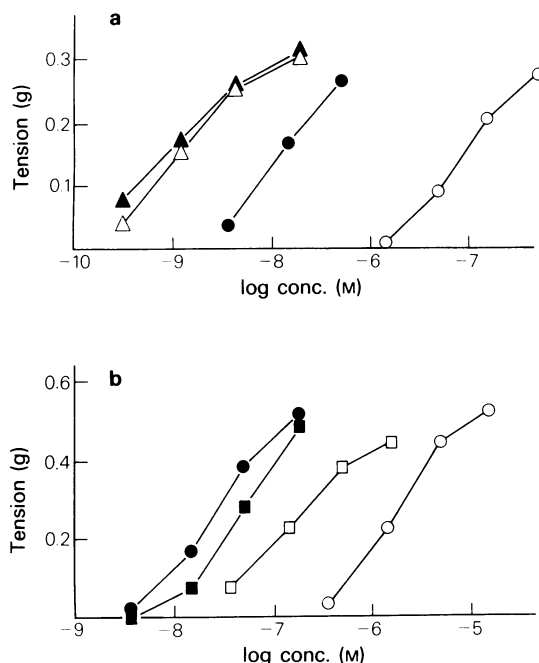 a
0.3
0.2
0.1
Tension (g)
−10 −9 −8 −6 −7
log conc. (M)
b
0.6
0.4
0.2
Tension (g)
−9 −8 −7 −6 −5
log conc. (M)